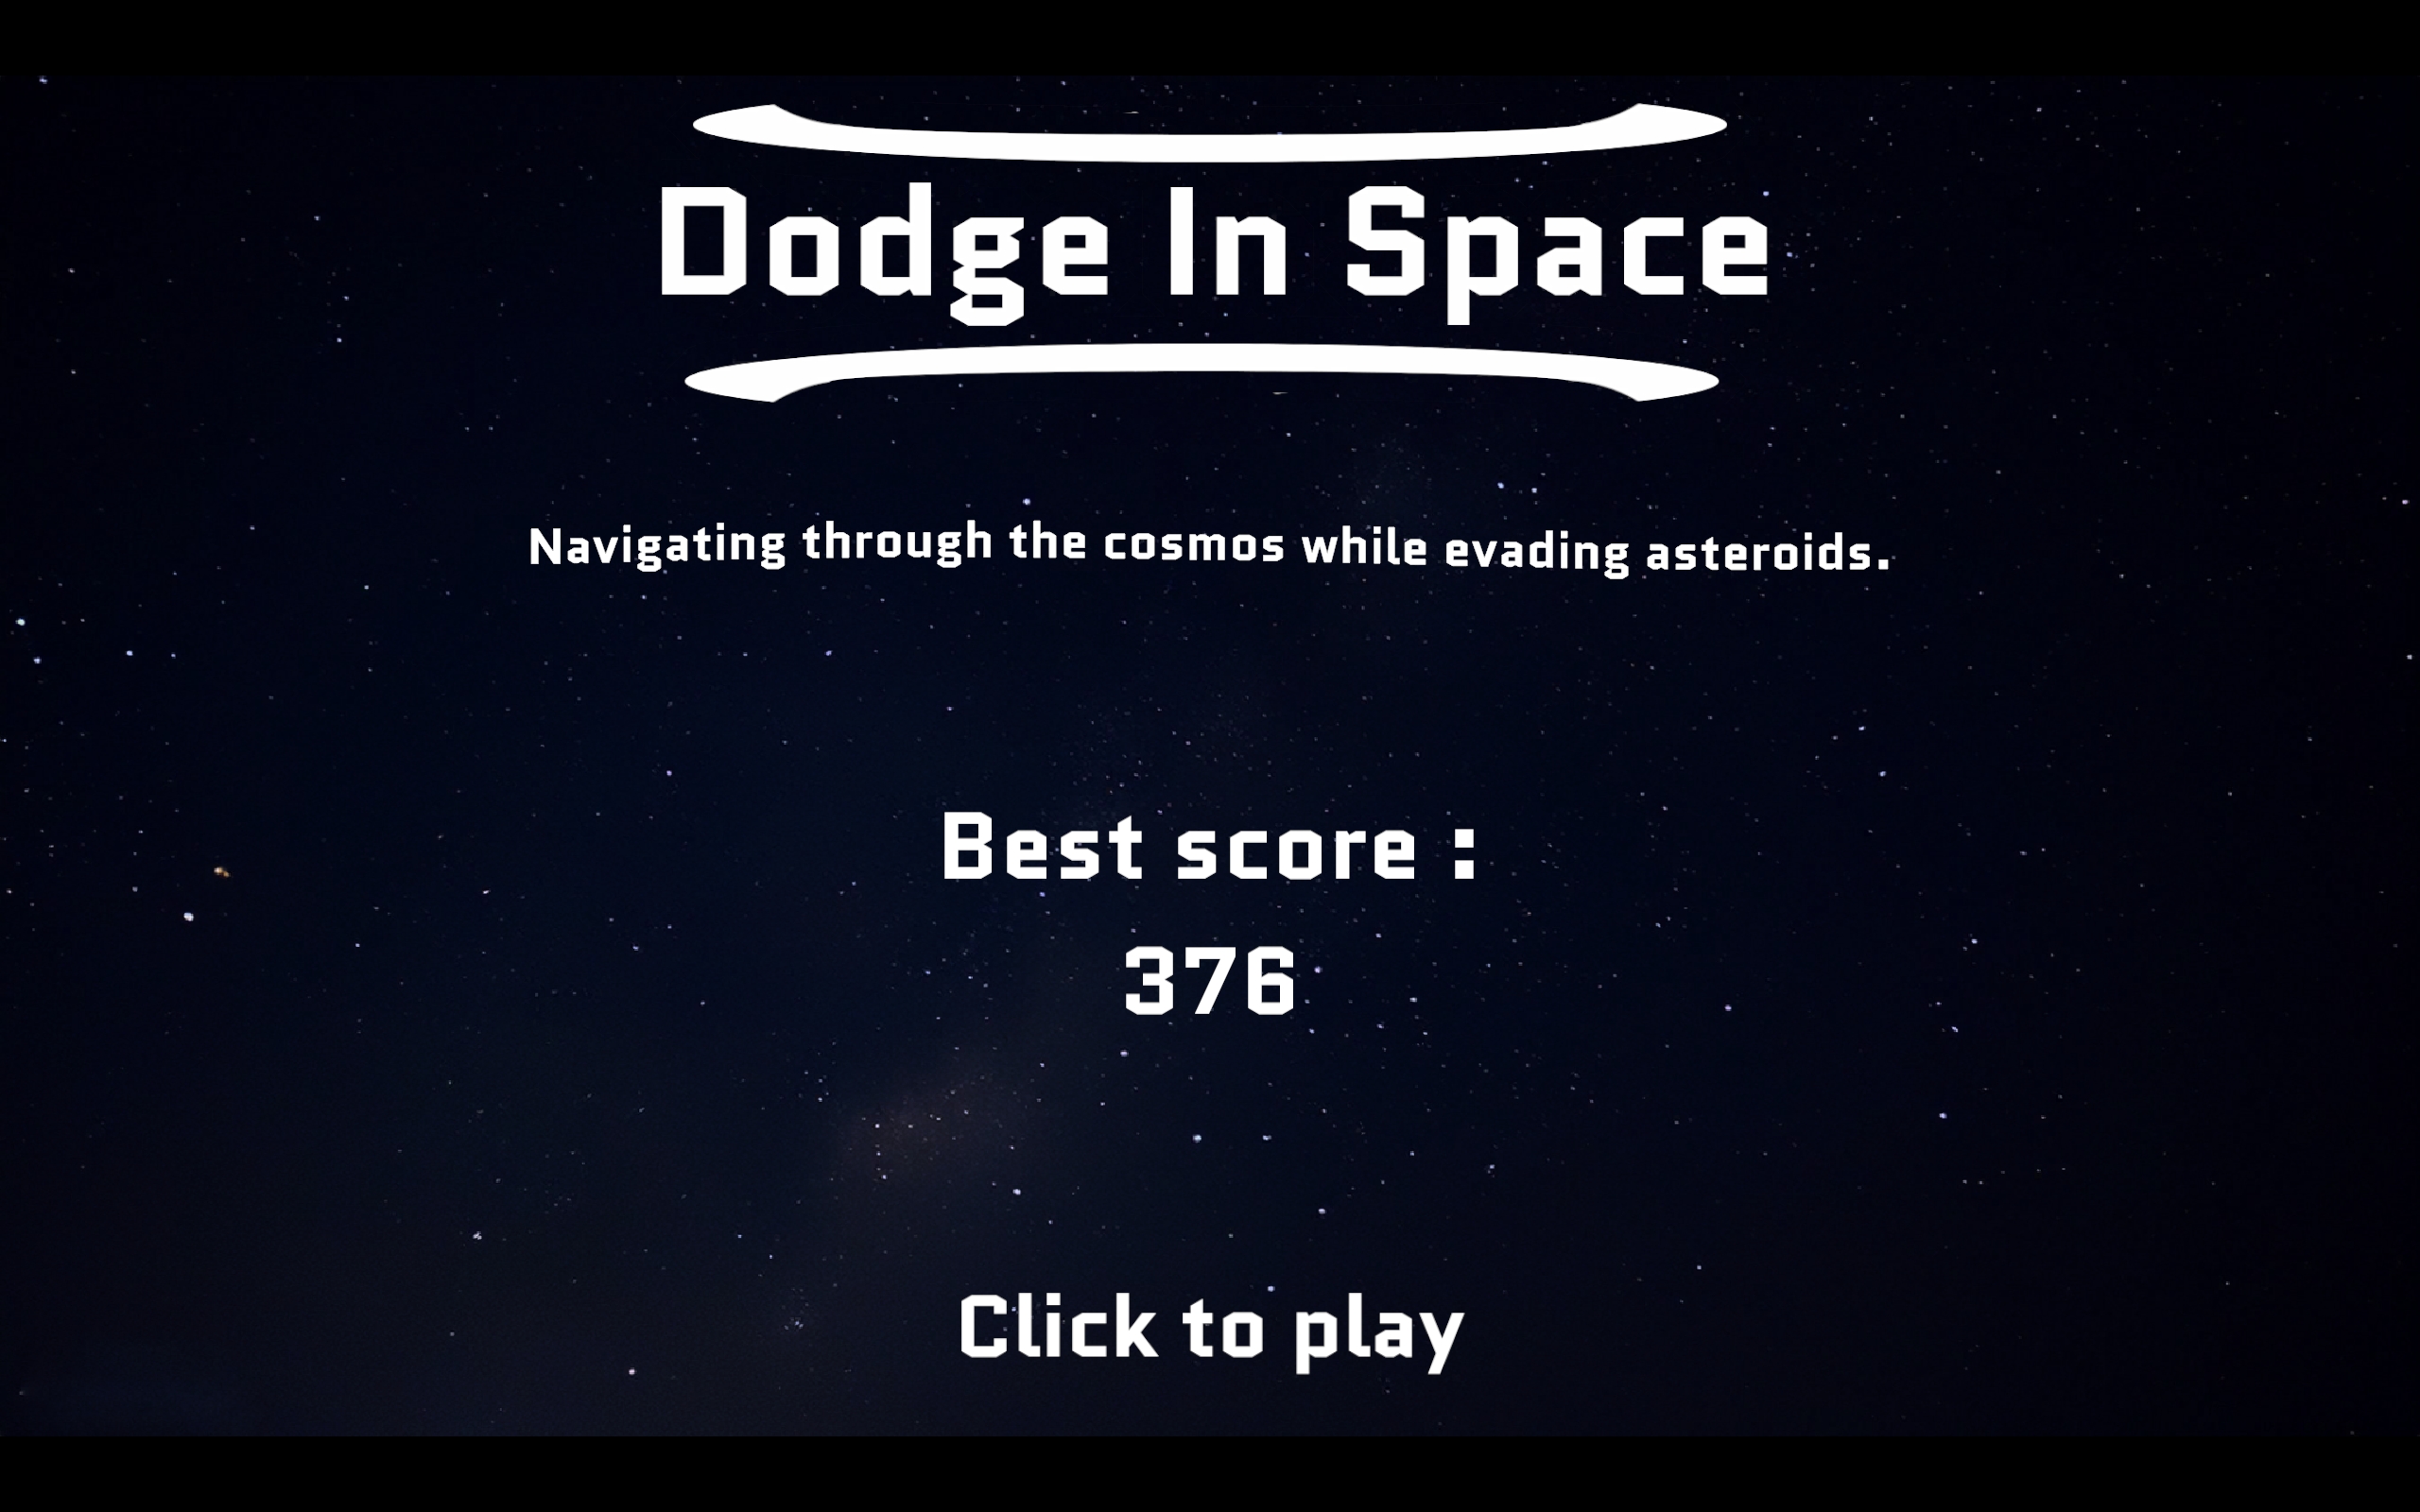 Dodge In Space
Navigating through the cosmos while evading asteroids.
Best score :
376
Click to play